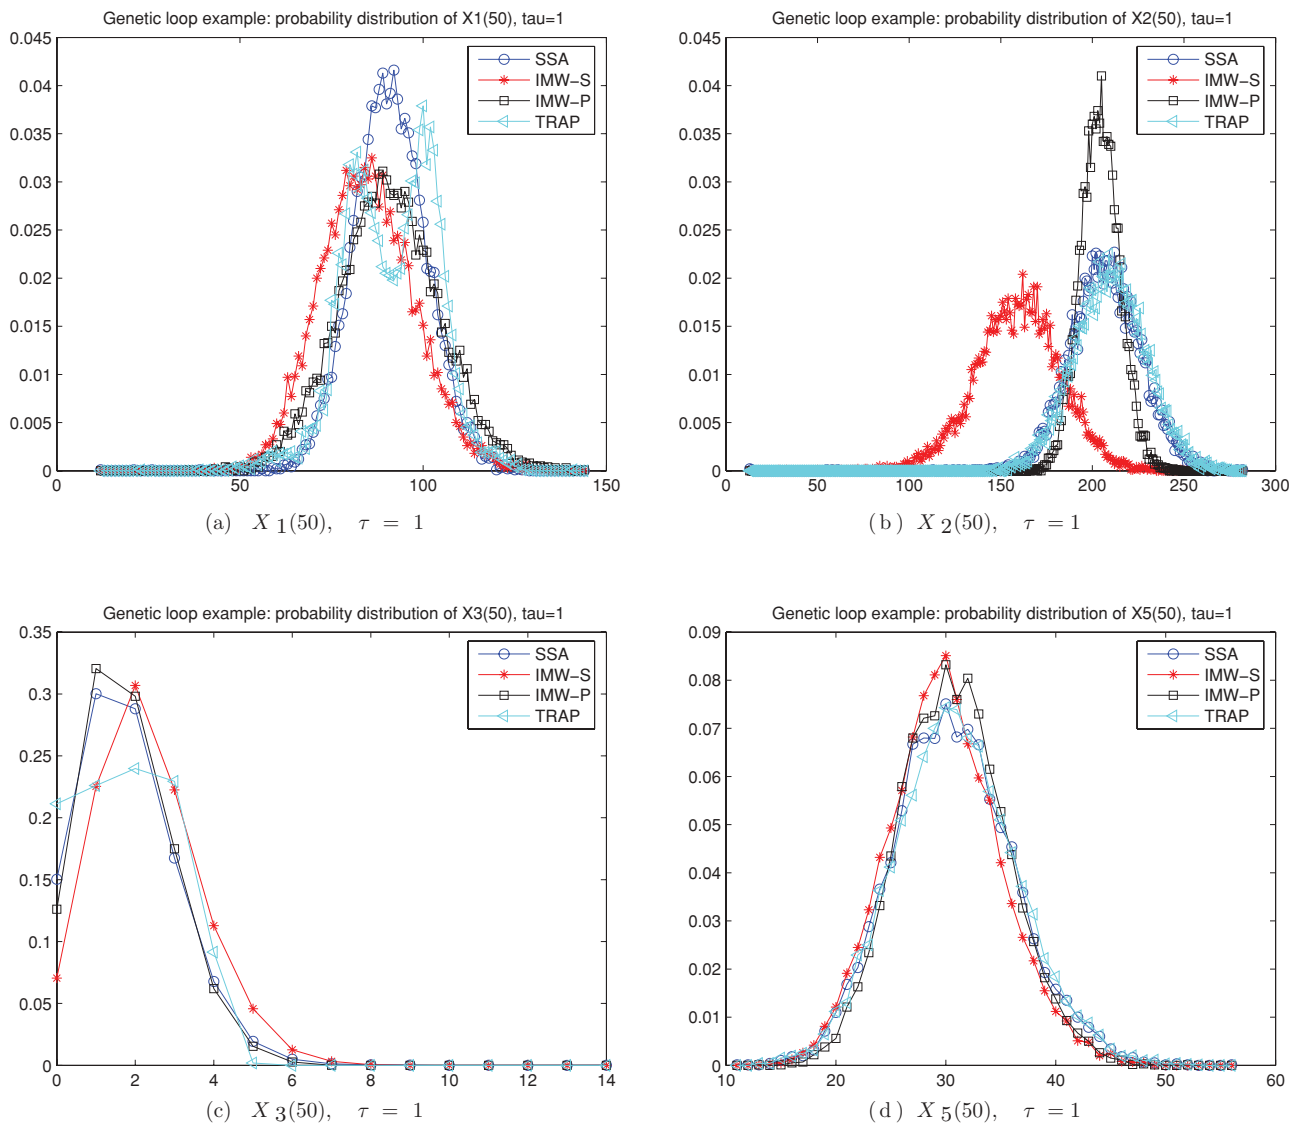 Genetic loop example: probability distribution of X1(50), tau=1
0.045
0.04
0.035
0.03
0.025
0.02
0.015
0.01
0.005
0
0
50
100
150
SSA
IMW-S
IMW-P
TRAP
(a) X 1(50), τ = 1
Genetic loop example: probability distribution of X2(50), tau=1
0.045
0.04
0.035
0.03
0.025
0.02
0.015
0.01
0.005
0
0
50
100
150
200
250
300
SSA
IMW-S
IMW-P
TRAP
(b) X 2(50), τ = 1
Genetic loop example: probability distribution of X3(50), tau=1
0.35
0.3
0.25
0.2
0.15
0.1
0.05
0
0
2
4
6
8
10
12
14
SSA
IMW-S
IMW-P
TRAP
(c) X 3(50), τ = 1
Genetic loop example: probability distribution of X5(50), tau=1
0.09
0.08
0.07
0.06
0.05
0.04
0.03
0.02
0.01
0
10
20
30
40
50
60
SSA
IMW-S
IMW-P
TRAP
(d) X 5(50), τ = 1